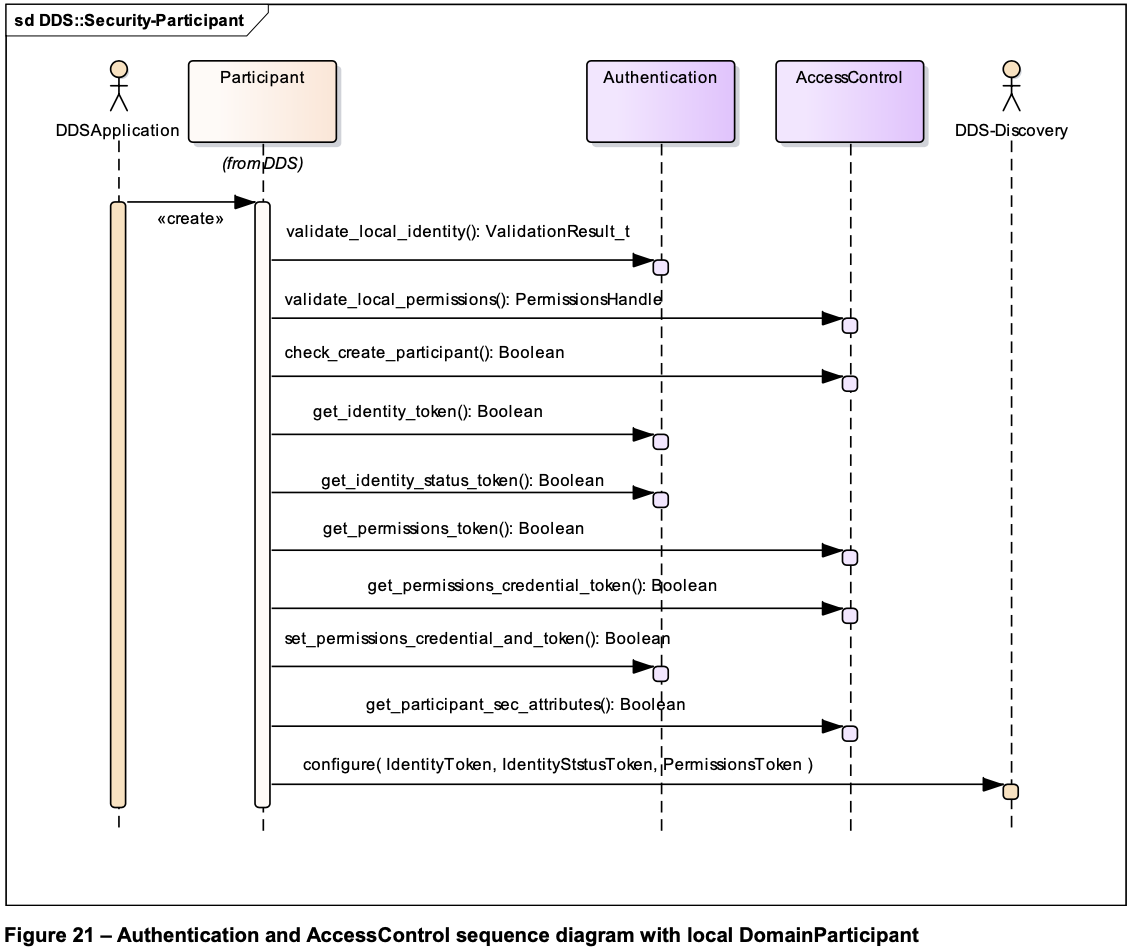 sd DDS::Security-Participant
Participant
Authentication
AccessControl
DDSApplication
DDS-Discovery
(from DDS)
«create»
validate_local_identity(): ValidationResult_t
validate_local_permissions(): PermissionsHandle
check_create_participant(): Boolean
get_identity_token(): Boolean
get_identity_status_token(): Boolean
get_permissions_token(): Boolean
get_permissions_credential_token(): Boolean
set_permissions_credential_and_token(): Boolean
get_participant_sec_attributes(): Boolean
configure( IdentityToken, IdentityStstusToken, PermissionsToken )
Figure 21 – Authentication and AccessControl sequence diagram with local DomainParticipant